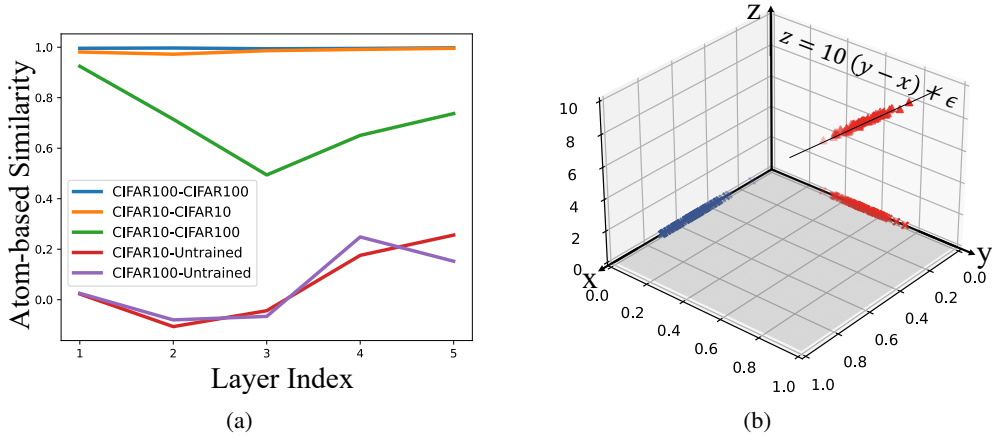 Atom-based Similarity
1.0
0.8
0.6
0.4
0.2
0.0
CIFAR100-CIFAR100
CIFAR10-CIFAR10
CIFAR10-CIFAR100
CIFAR10-Untrained
CIFAR100-Untrained
1
2
3
4
5
Layer Index
(a)
z
z = 10 (y − x) * ϵ
10
8
6
4
2
0
x
y
0.0
0.2
0.4
0.6
0.8
1.0
0.0
0.2
0.4
0.6
0.8
1.0
(b)